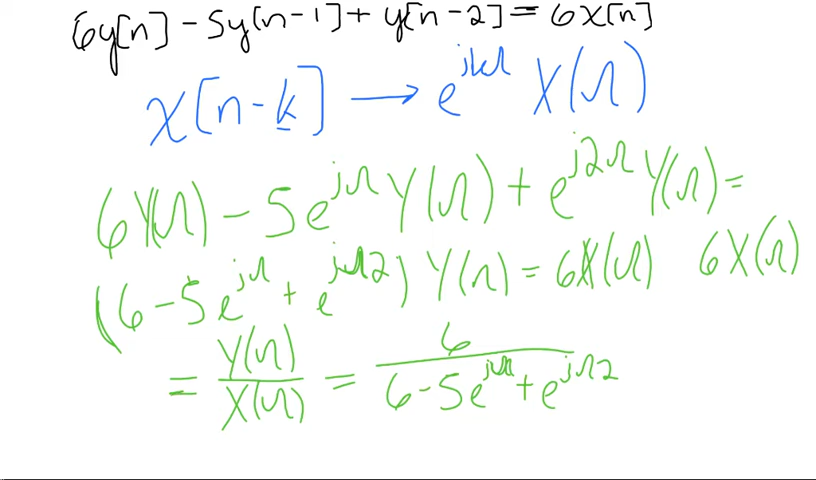 6y[n] - 5y[n-1] + y[n-2] = 6x[n]
x[n-k] → e^{jkΩ} X(Ω)
6Y(Ω) - 5e^{jΩ} Y(Ω) + e^{j2Ω} Y(Ω) =
6X(Ω)
(6 - 5e^{jΩ} + e^{jΩ2}) Y(Ω) = 6X(Ω)
= Y(Ω)/X(Ω) = 6/(6 - 5e^{jΩ} + e^{jΩ2})